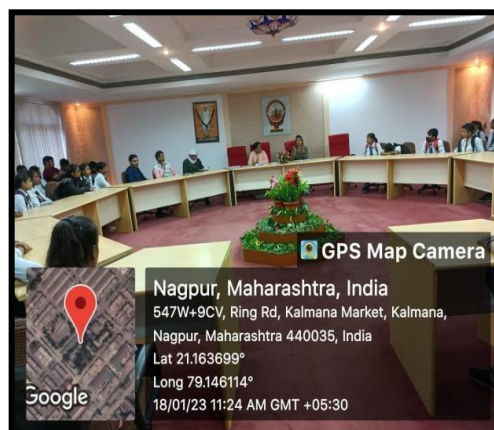 GPS Map Camera
Nagpur, Maharashtra, India
547W+9CV, Ring Rd, Kalmana Market, Kalmana,
Nagpur, Maharashtra 440035, India
Lat 21.163699°
Long 79.146114°
18/01/23 11:24 AM GMT +05:30
Google